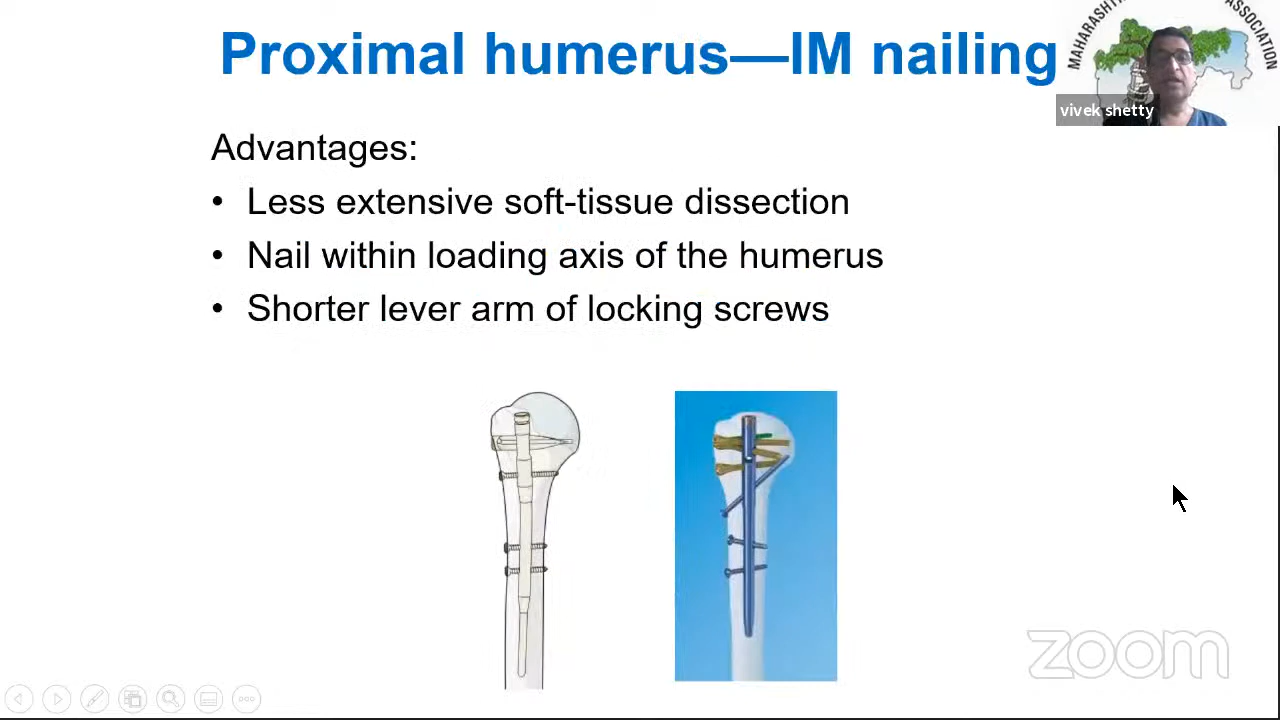 Proximal humerus—IM nailing
ASSOCIATION
vivek shetty
Advantages:
• Less extensive soft-tissue dissection
• Nail within loading axis of the humerus
• Shorter lever arm of locking screws
zoom